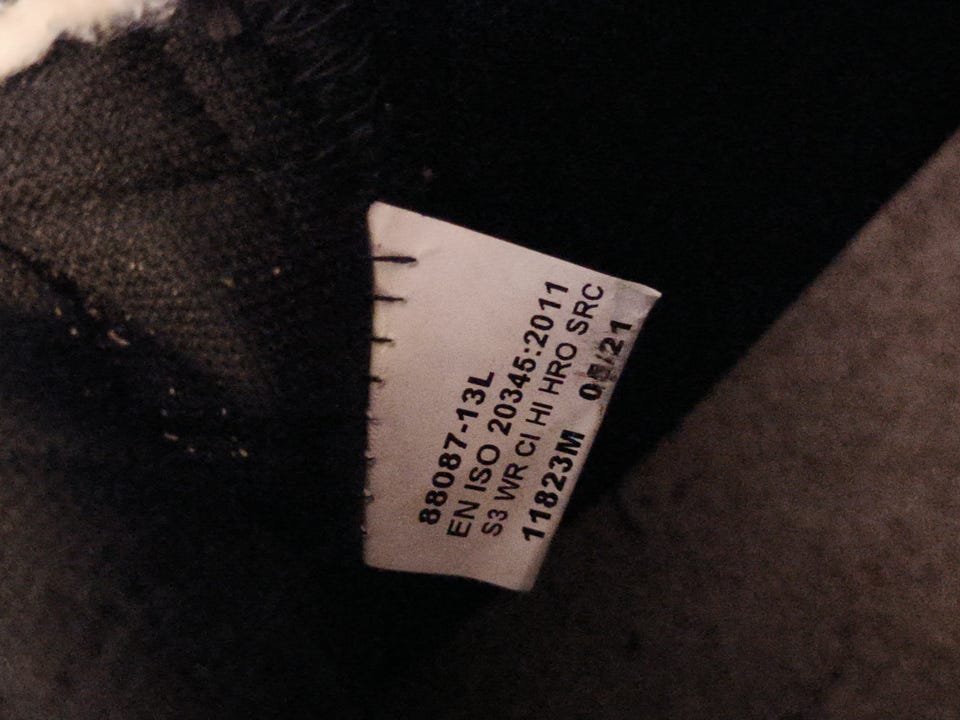 88087-13L
EN ISO 20345:2011
S3 WR CI HI HRO SRC
11823M